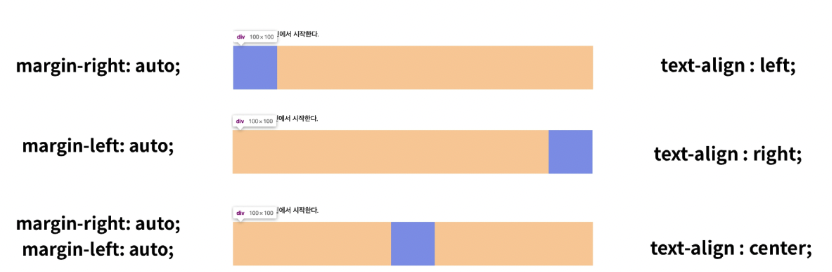 div 100×100 에서 시작한다.
margin-right: auto;
text-align : left;
div 100×100 에서 시작한다.
margin-left: auto;
text-align : right;
div 100×100 에서 시작한다.
margin-right: auto;
margin-left: auto;
text-align : center;